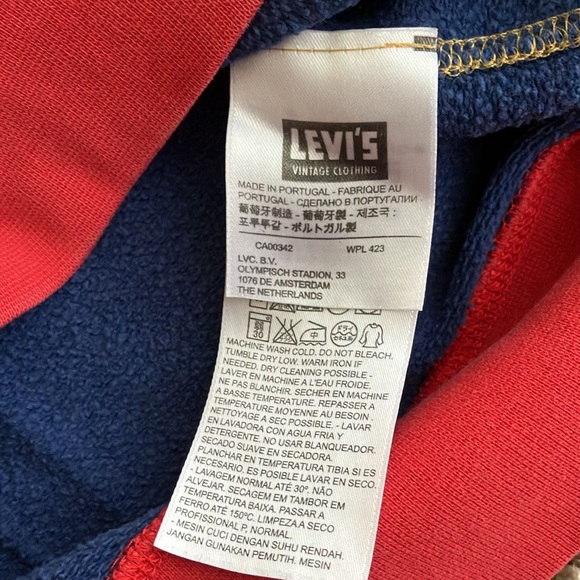 LEVI'S
VINTAGE CLOTHING
MADE IN PORTUGAL - FABRIQUE AU
PORTUGAL - СДЕЛАНО В ПОРТУГАЛИИ
葡萄牙制造 - 葡萄牙製 - 제조국 :
포루투갈 - ポルトガル製
CA00342 WPL 423
LVC. B.V.
OLYMPISCH STADION, 33
1076 DE AMSTERDAM
THE NETHERLANDS
30 中 ドライ
MACHINE WASH COLD. DO NOT BLEACH.
TUMBLE DRY LOW. WARM IRON IF
NEEDED. DRY CLEANING POSSIBLE -
LAVER EN MACHINE A L'EAU FROIDE.
NE PAS BLANCHIR. SECHER EN MACHINE
A BASSE TEMPERATURE. REPASSER A
TEMPERATURE MOYENNE AU BESOIN.
NETTOYAGE A SEC POSSIBLE. - LAVAR
EN LAVADORA CON AGUA FRIA Y
DETERGENTE. NO USAR BLANQUEADOR.
SECADO SUAVE EN SECADORA.
PLANCHAR EN TEMPERATURA TIBIA SI ES
NECESARIO. ES POSIBLE LAVAR EN SECO.
- LAVAGEM NORMAL ATÉ 30º. NÃO
ALVEJAR. SECAGEM EM TAMBOR EM
TEMPERATURA BAIXA. PASSAR A
FERRO ATÉ 150ºC. LIMPEZA A SECO
PROFISSIONAL P, NORMAL.
- MESIN CUCI DENGAN SUHU RENDAH.
JANGAN GUNAKAN PEMUTIH. MESIN